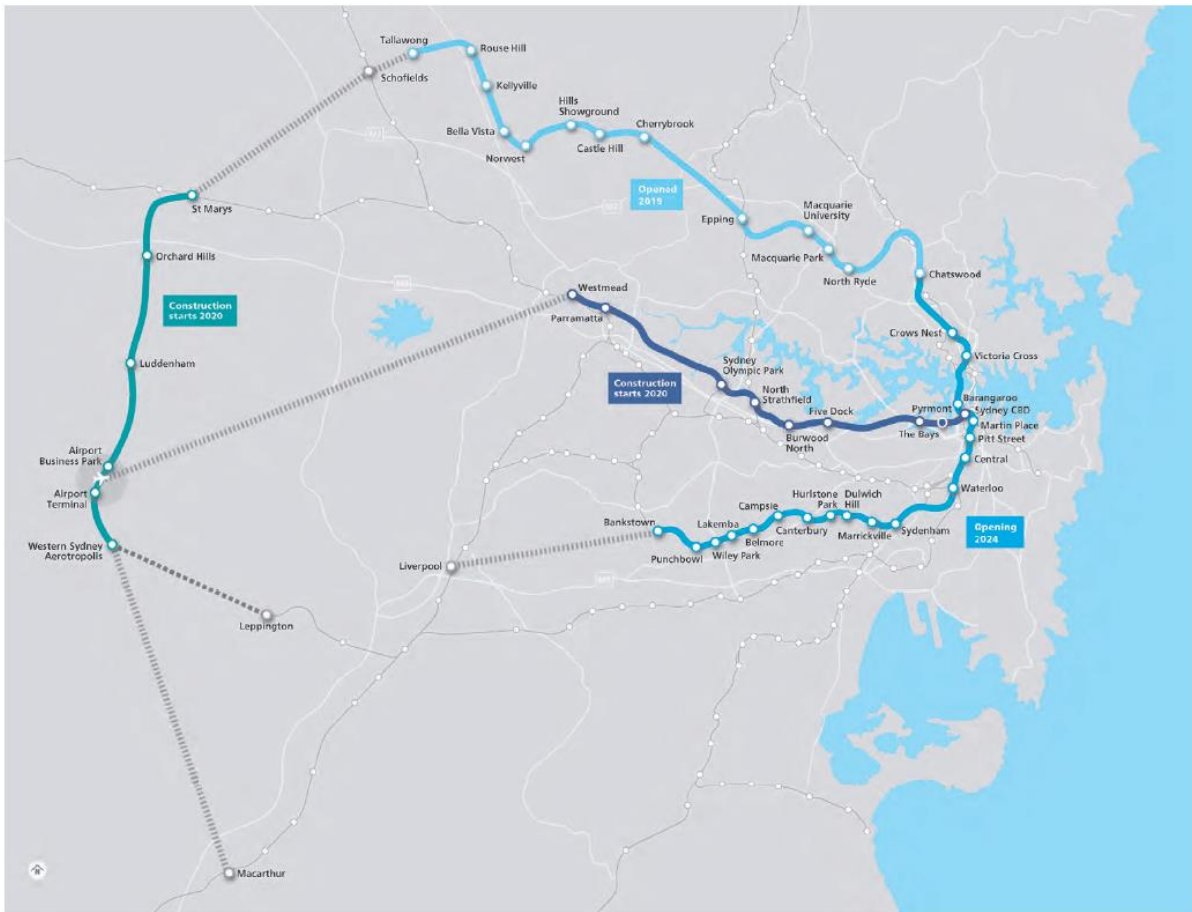 Tallawong
Rouse Hill
Schofields
Kellyville
Hills
Showground
Cherrybrook
Bella Vista
Castle Hill
Norwest
Opened
2019
St Marys
Macquarie
University
Epping
Macquarie Park
North Ryde
Chatswood
Orchard Hills
Construction
starts 2020
Westmead
Parramatta
Crows Nest
Victoria Cross
Luddenham
Sydney
Olympic Park
Construction
starts 2020
North
Strathfield
Five Dock
Burwood
North
Pyrmont
The Bays
Barangaroo
Sydney CBD
Martin Place
Pitt Street
Central
Waterloo
Airport
Business Park
Airport
Terminal
Western Sydney
Aerotropolis
Bankstown
Punchbowl
Lakemba
Wiley Park
Campsie
Belmore
Hurlstone
Park
Canterbury
Dulwich
Hill
Marrickville
Sydenham
Opening
2024
Liverpool
Leppington
Macarthur